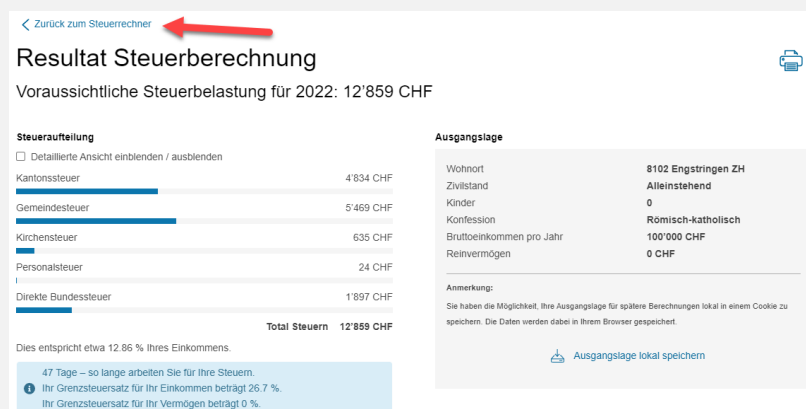 Zurück zum Steuerrechner
Resultat Steuerberechnung
Voraussichtliche Steuerbelastung für 2022: 12’859 CHF
Steueraufteilung
Detaillierte Ansicht einblenden / ausblenden
Kantonssteuer 4’834 CHF
Gemeindesteuer 5’469 CHF
Kirchensteuer 635 CHF
Personalsteuer 24 CHF
Direkte Bundessteuer 1’897 CHF
Total Steuern 12’859 CHF
Dies entspricht etwa 12.86 % Ihres Einkommens.
47 Tage – so lange arbeiten Sie für Ihre Steuern.
Ihr Grenzsteuersatz für Ihr Einkommen beträgt 26.7 %.
Ihr Grenzsteuersatz für Ihr Vermögen beträgt 0 %.
Ausgangslage
Wohnort 8102 Engstringen ZH
Zivilstand Alleinstehend
Kinder 0
Konfession Römisch-katholisch
Bruttoeinkommen pro Jahr 100’000 CHF
Reinvermögen 0 CHF
Anmerkung:
Sie haben die Möglichkeit, Ihre Ausgangslage für spätere Berechnungen lokal in einem Cookie zu
speichern. Die Daten werden dabei in Ihrem Browser gespeichert.
Ausgangslage lokal speichern